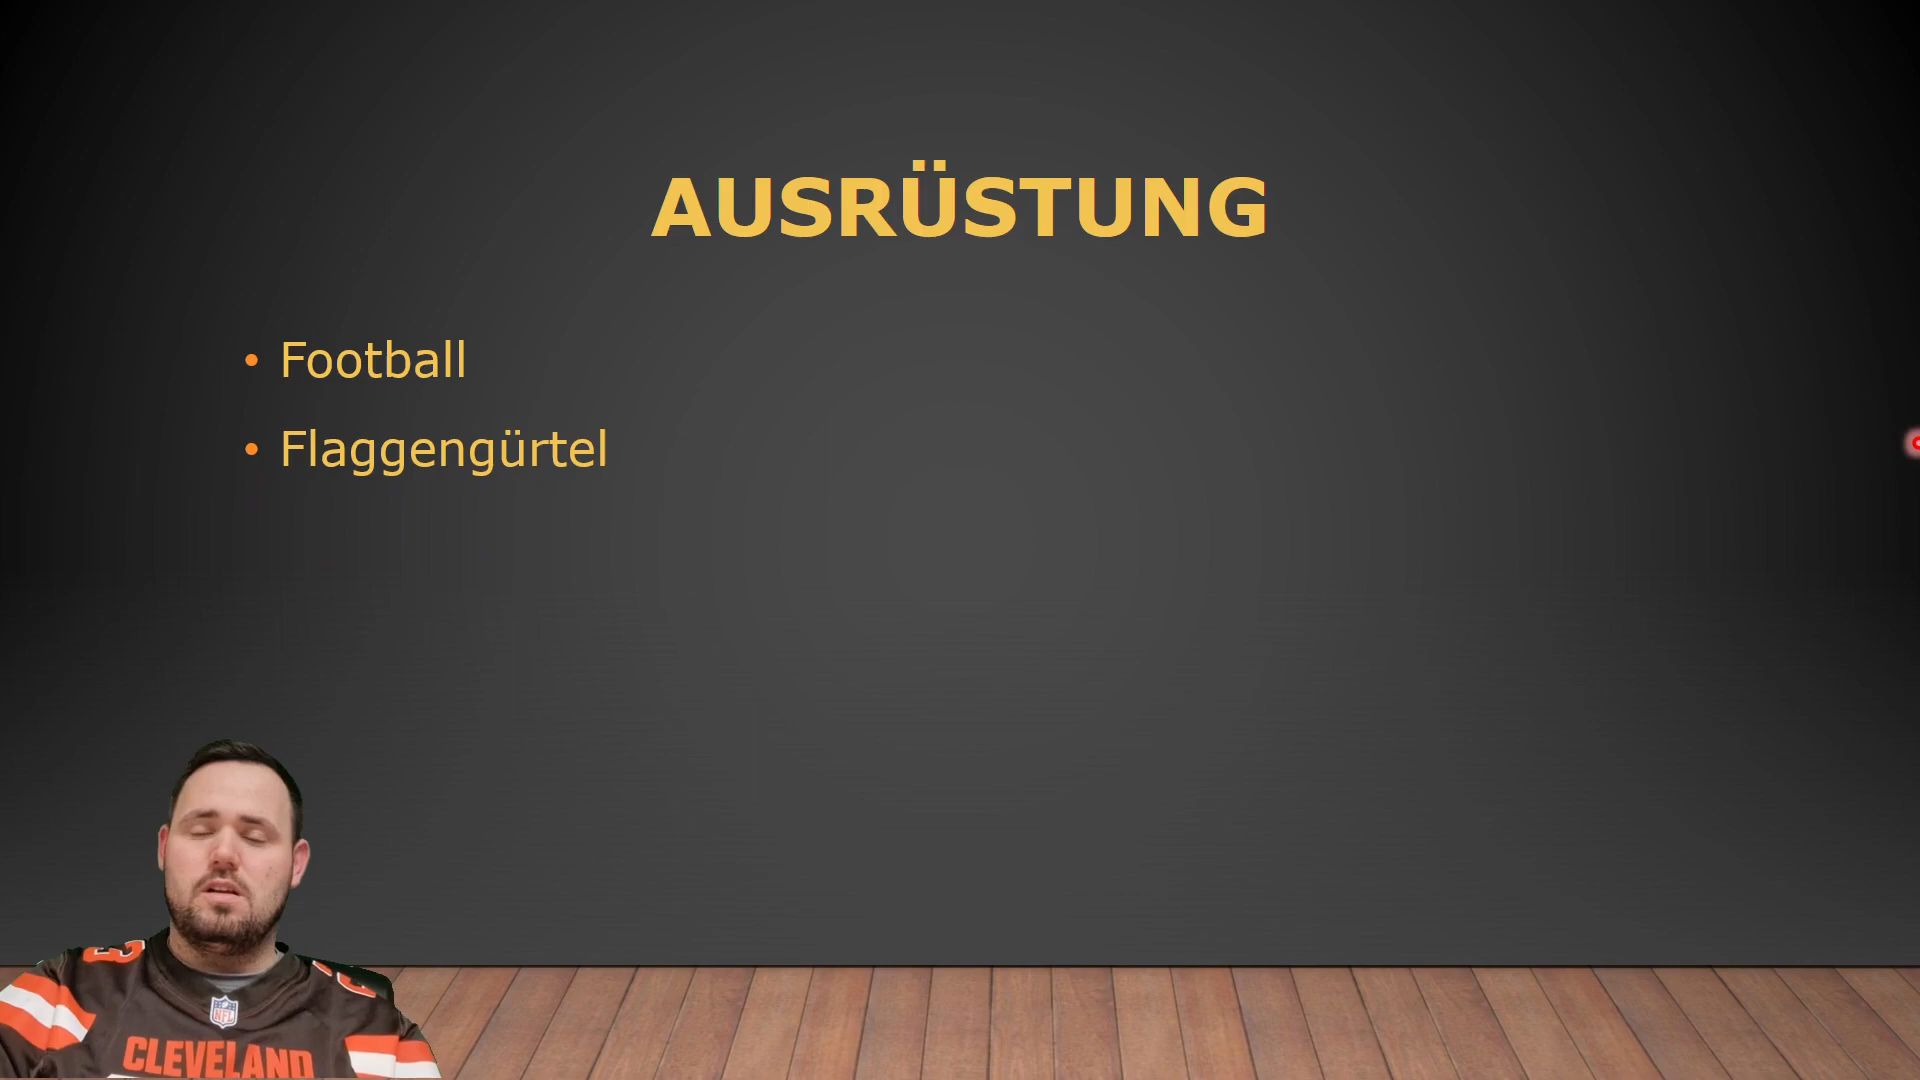 AUSRÜSTUNG
• Football
• Flaggengürtel
NFL
CLEVELAND